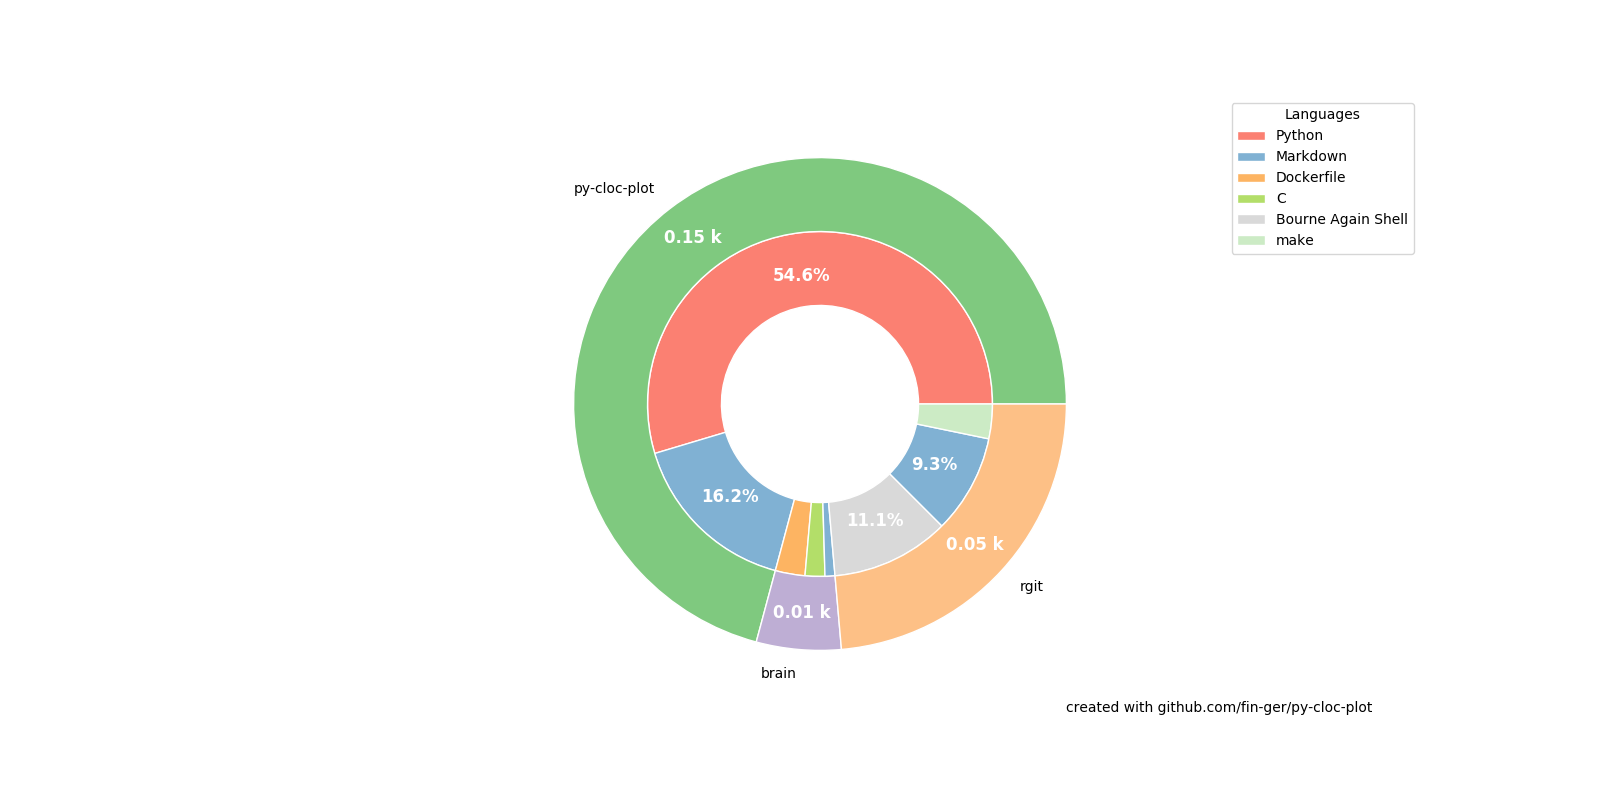 Languages
Python
Markdown
Dockerfile
C
Bourne Again Shell
make
py-cloc-plot
0.15 k
54.6%
9.3%
16.2%
11.1%
0.05 k
rgit
0.01 k
brain
created with github.com/fin-ger/py-cloc-plot